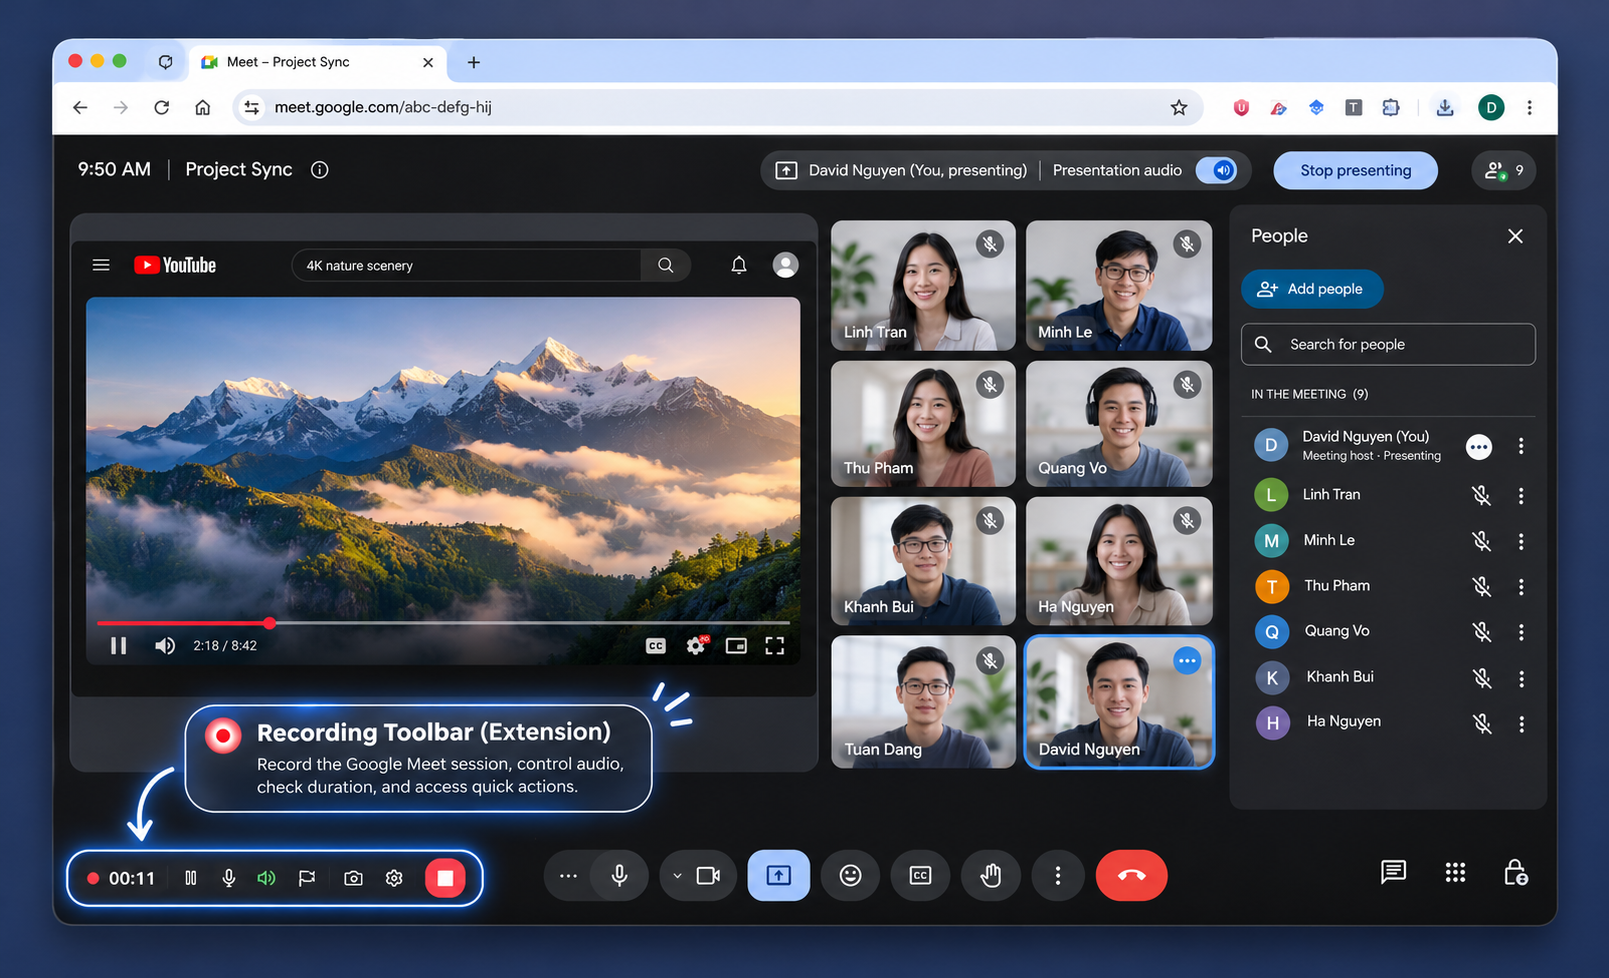 Meet – Project Sync
meet.google.com/abc-defg-hij
U
T
D
9:50 AM
Project Sync
David Nguyen (You, presenting)
Presentation audio
Stop presenting
9
YouTube
4K nature scenery
2:18 / 8:42
CC
Linh Tran
Minh Le
Thu Pham
Quang Vo
Khanh Bui
Ha Nguyen
Tuan Dang
David Nguyen
People
Add people
Search for people
IN THE MEETING (9)
D
David Nguyen (You)
Meeting host · Presenting
L
Linh Tran
M
Minh Le
T
Thu Pham
Q
Quang Vo
K
Khanh Bui
H
Ha Nguyen
Recording Toolbar (Extension)
Record the Google Meet session, control audio,
check duration, and access quick actions.
00:11
CC